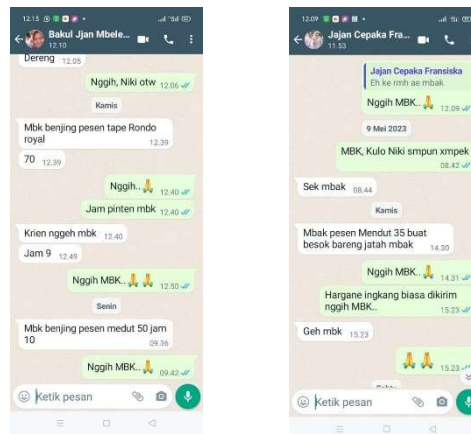 12.13
Bakul Jjan Mbele...
12.10
Dereng 12.05
Nggih, Niki otw 12.06
Kamis
Mbk benjing pesen tape Rondo
royal 12.39
70 12.39
Nggih.. 🙏 12.40
Jam pinten mbk 12.40
Krien nggeh mbk 12.40
Jam 9 12.49
Nggih MBK.. 🙏 🙏 12.50
Senin
Mbk benjing pesen medut 50 jam
10 09.36
Nggih MBK.. 🙏 09.42
Ketik pesan
12.09
Jajan Cepaka Fra...
11.53
Jajan Cepaka Fransiska
Eh ke rmh ae mbak
Nggih MBK.. 🙏 12.09
9 Mei 2023
MBK, Kulo Niki smpun xmpek
08.42
Sek mbak 08.44
Kamis
Mbak pesen Mendut 35 buat
besok bareng jatah mbak 14.30
Nggih MBK.. 🙏 14.31
Hargane ingkang biasa dikirim
nggih MBK.. 15.23
Geh mbk 15.23
🙏 🙏 15.23
Ketik pesan